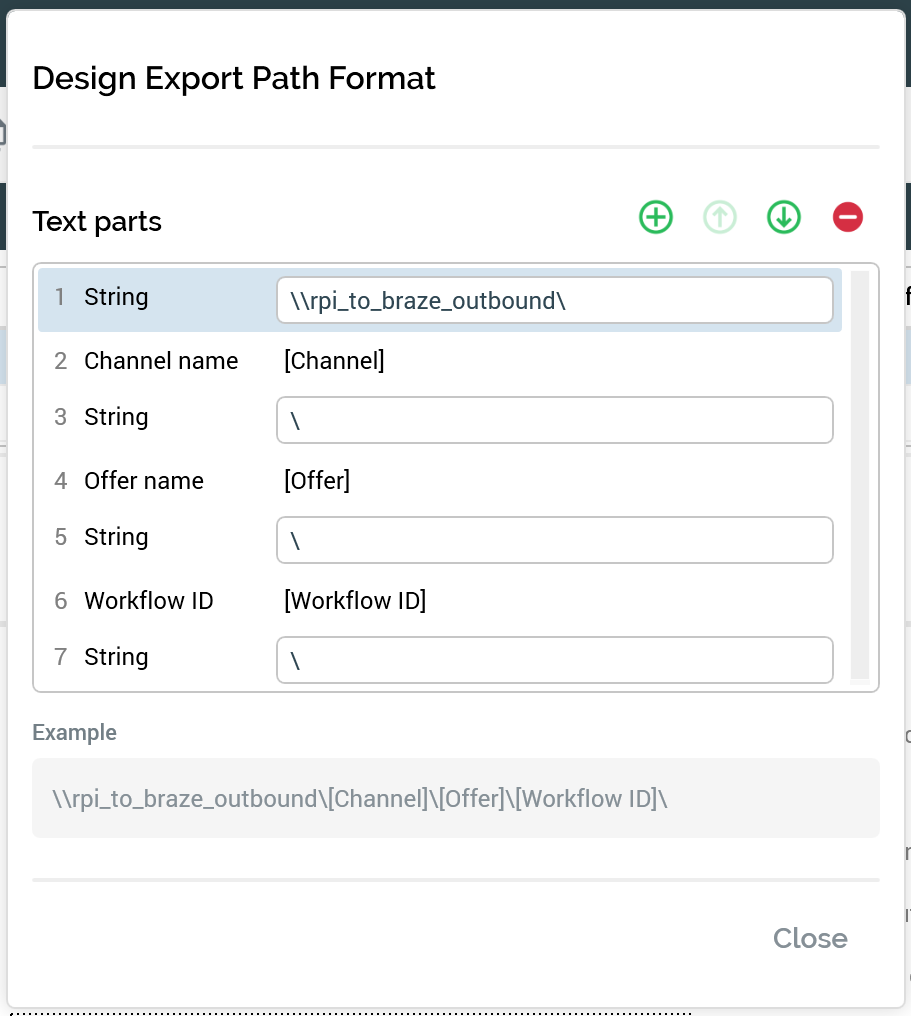 Design Export Path Format
Text parts
1 String \\rpi_to_braze_outbound\
2 Channel name [Channel]
3 String \
4 Offer name [Offer]
5 String \
6 Workflow ID [Workflow ID]
7 String \
Example
\\rpi_to_braze_outbound\[Channel]\[Offer]\[Workflow ID]\
Close